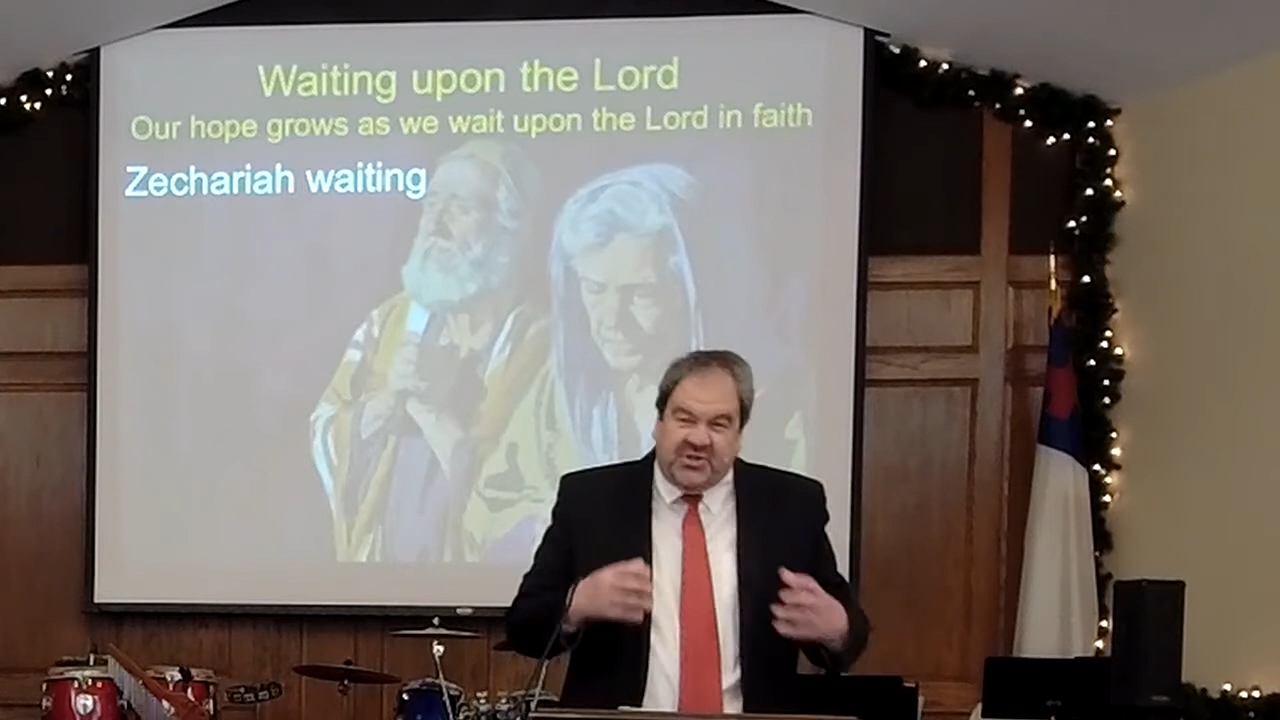 Waiting upon the Lord
Our hope grows as we wait upon the Lord in faith
Zechariah waiting